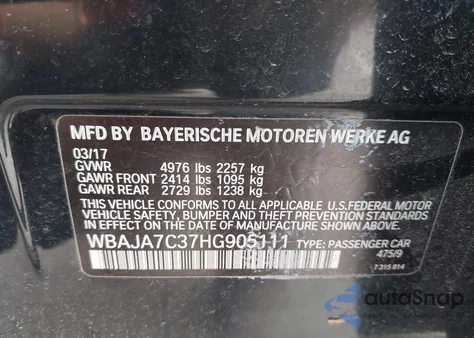 MFD BY BAYERISCHE MOTOREN WERKE AG
03/17
GVWR 4976 lbs 2257 kg
GAWR FRONT 2414 lbs 1095 kg
GAWR REAR 2729 lbs 1238 kg
THIS VEHICLE CONFORMS TO ALL APPLICABLE U.S.FEDERAL MOTOR
VEHICLE SAFETY, BUMPER AND THEFT PREVENTION STANDARDS
IN EFFECT ON THE DATE OF MANUFACTURE SHOWN ABOVE.
WBAJA7C37HG905111 TYPE: PASSENGER CAR
475/9
7 315 814
autoSnap